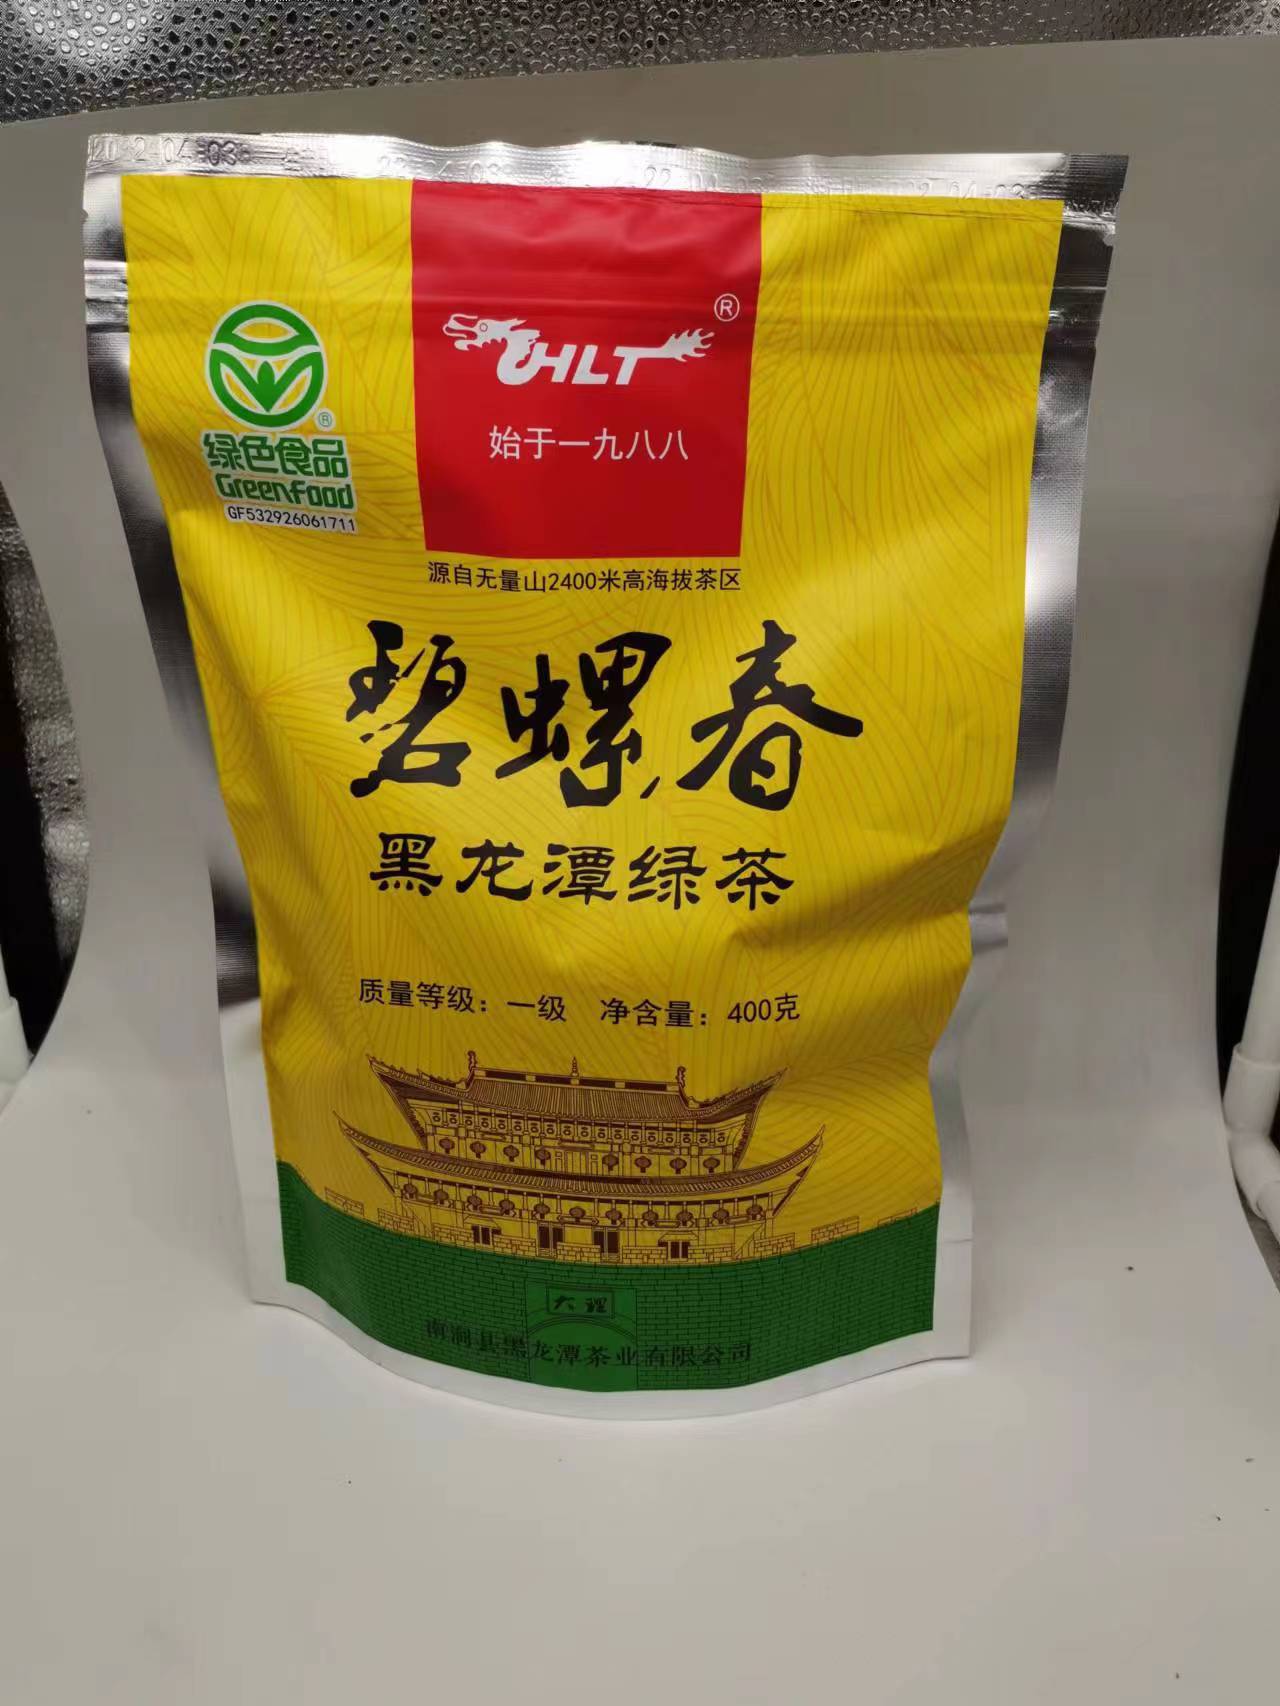 HLT®
始于一九八八
®
绿色食品
GreenFood
GF532926061711
源自无量山2400米高海拔茶区
碧螺春
黑龙潭绿茶
质量等级：一级 净含量：400克
大理
南涧县黑龙潭茶业有限公司